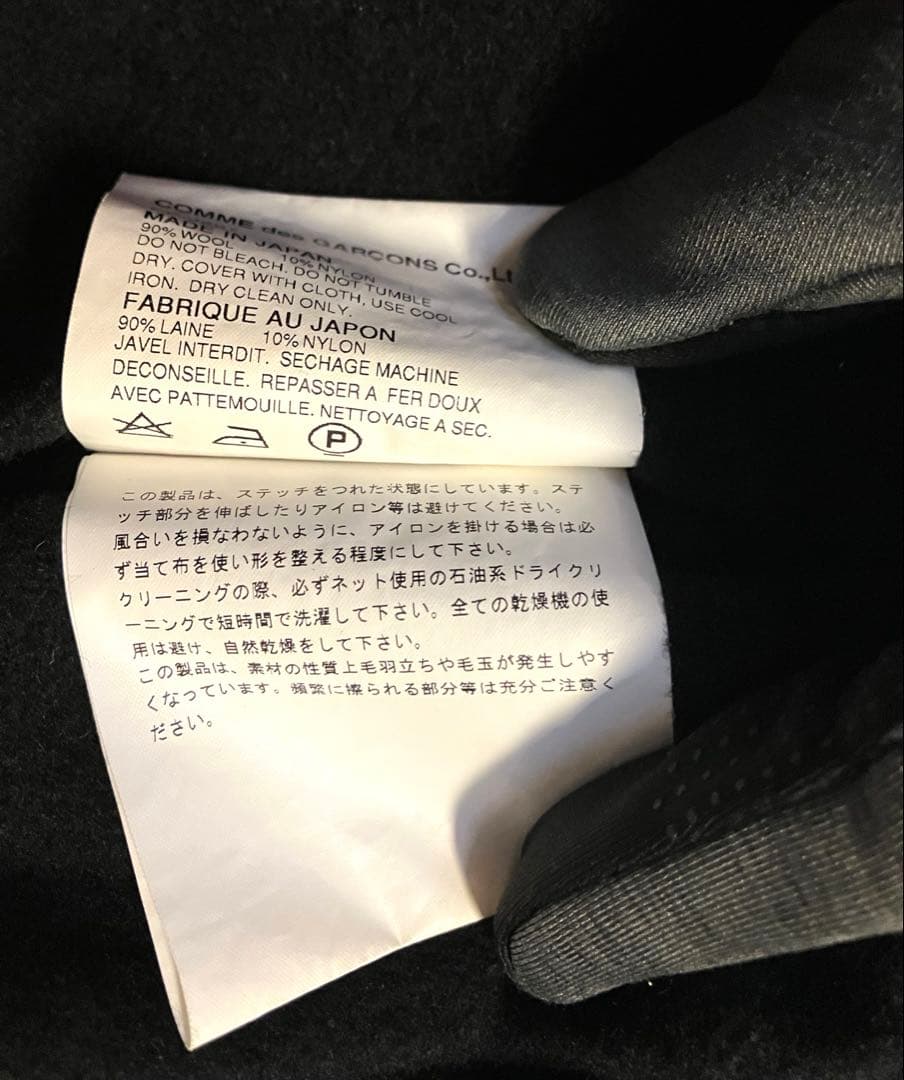 COMME des GARCONS Co.,Lt
MADE IN JAPAN
90% WOOL 10% NYLON
DO NOT BLEACH. DO NOT TUMBLE
DRY. COVER WITH CLOTH, USE COOL
IRON. DRY CLEAN ONLY.
FABRIQUE AU JAPON
90% LAINE 10% NYLON
JAVEL INTERDIT. SECHAGE MACHINE
DECONSEILLE. REPASSER A FER DOUX
AVEC PATTEMOUILLE. NETTOYAGE A SEC.
P
この製品は、ステッチをつれた状態にしています。ステ
ッチ部分を伸ばしたりアイロン等は避けてください。
風合いを損なわないように、アイロンを掛ける場合は必
ず当て布を使い形を整える程度にして下さい。
クリーニングの際、必ずネット使用の石油系ドライクリ
ーニングで短時間で洗濯して下さい。全ての乾燥機の使
用は避け、自然乾燥をして下さい。
この製品は、素材の性質上毛羽立ちや毛玉が発生しやす
くなっています。頻繁に擦られる部分等は充分ご注意く
ださい。